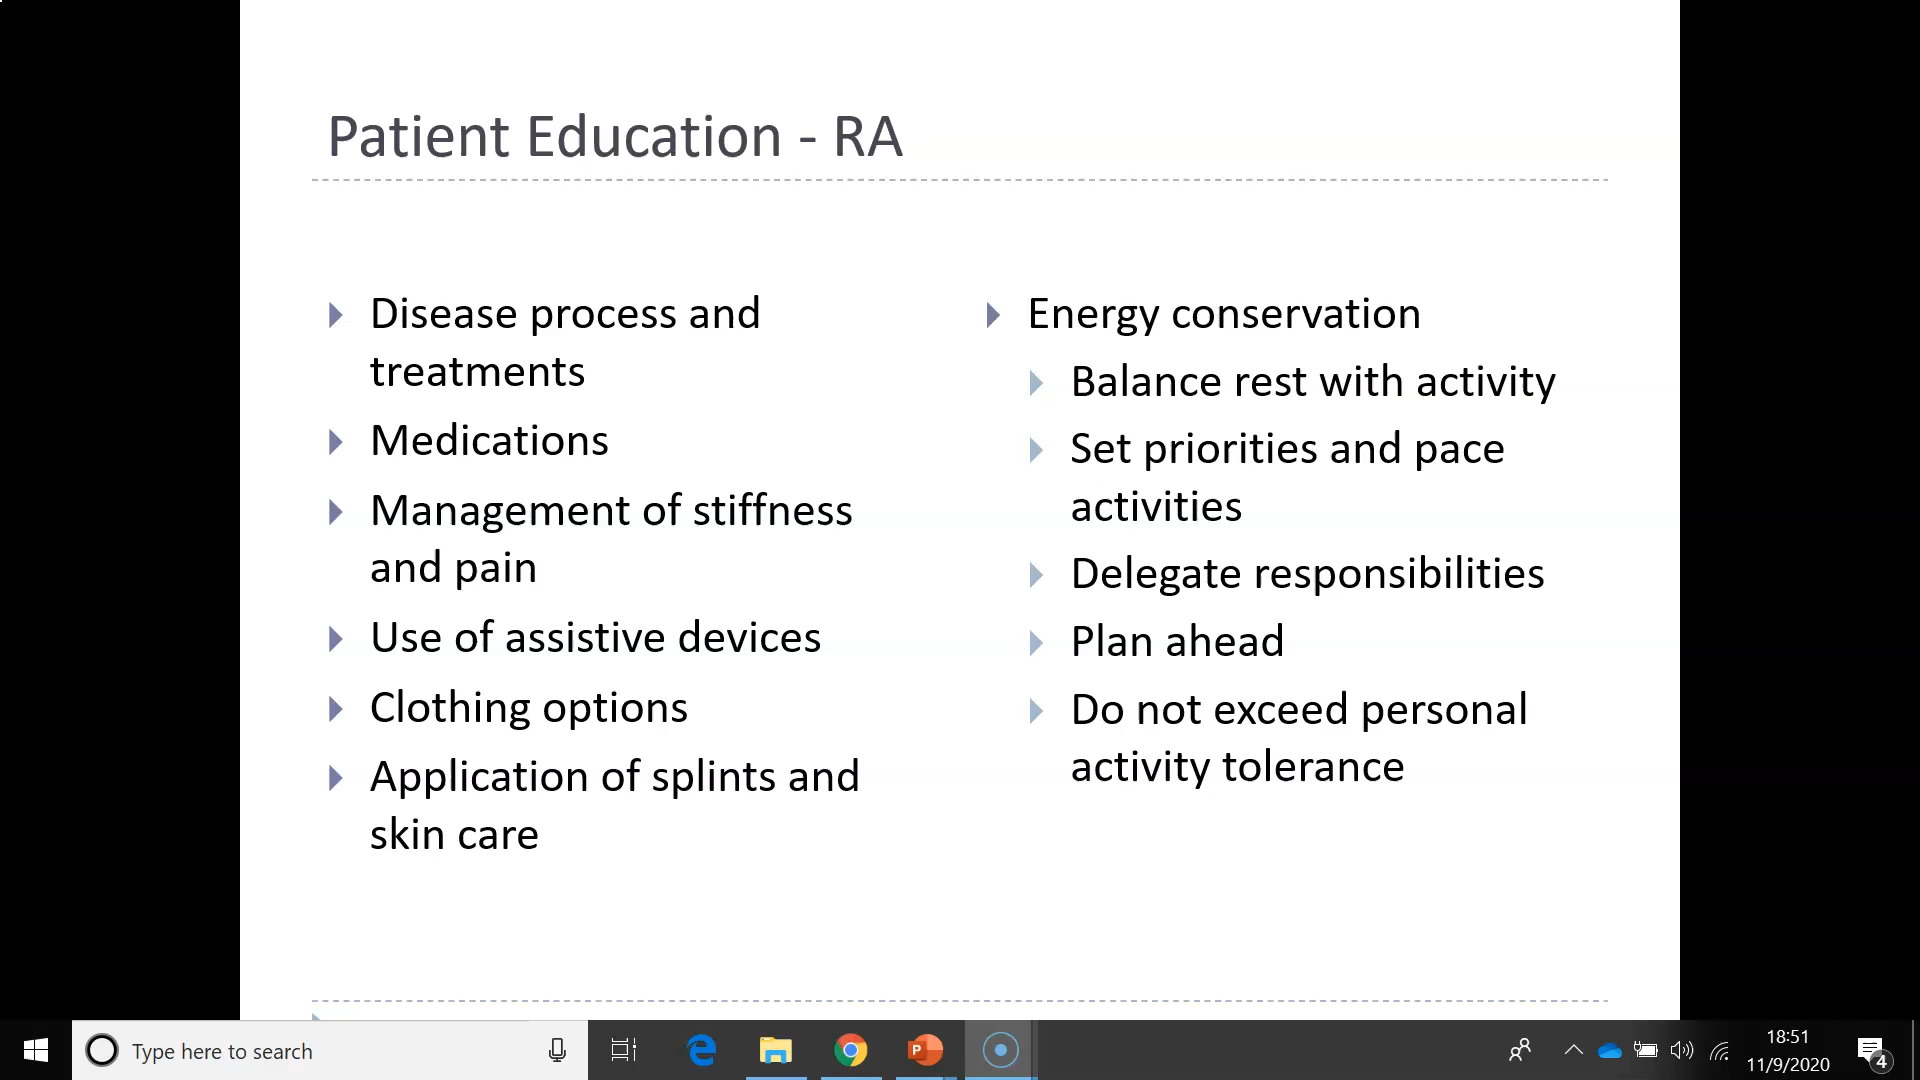 Patient Education - RA
Disease process and
treatments
Medications
Management of stiffness
and pain
Use of assistive devices
Clothing options
Application of splints and
skin care
Energy conservation
Balance rest with activity
Set priorities and pace
activities
Delegate responsibilities
Plan ahead
Do not exceed personal
activity tolerance
Type here to search
P
18:51
11/9/2020
4